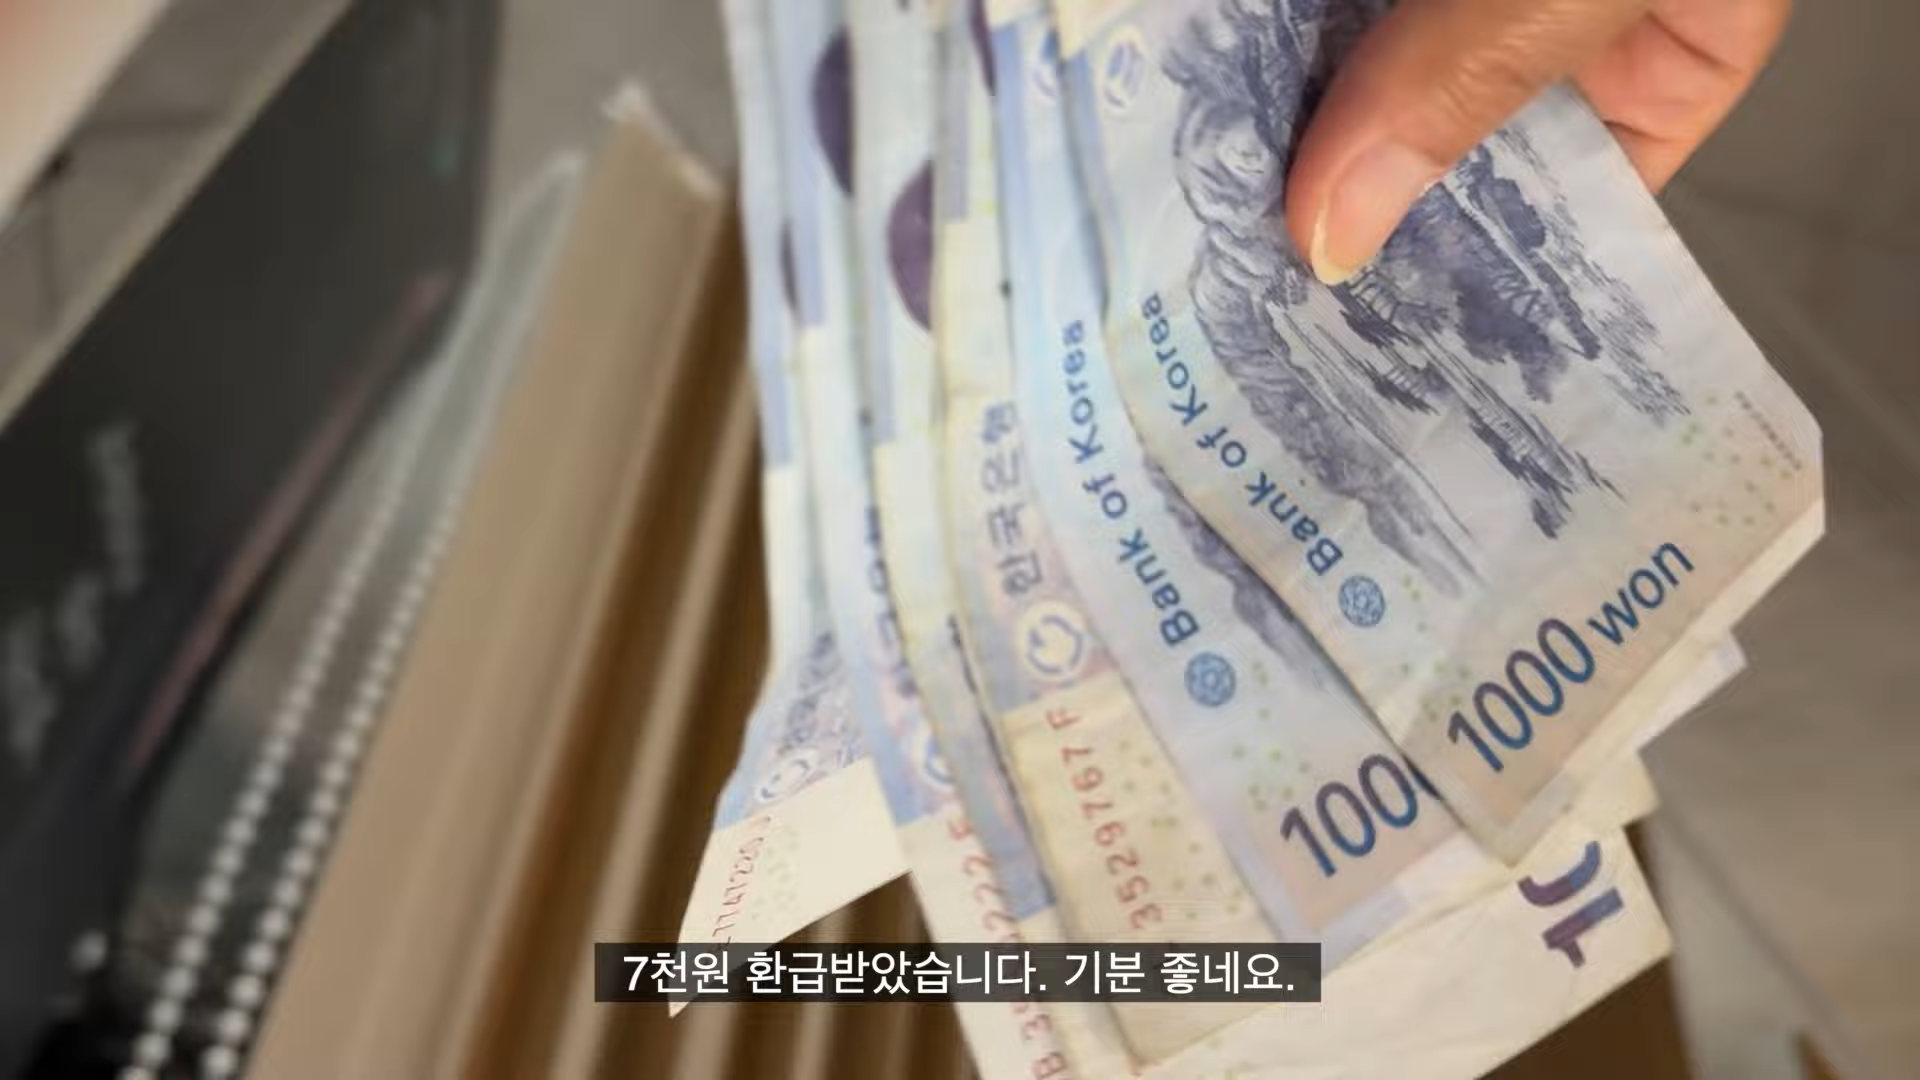 Bank of Korea
Bank of Korea
한국은행
1000 won
100
3529767 F
7천원 환급받았습니다. 기분 좋네요.